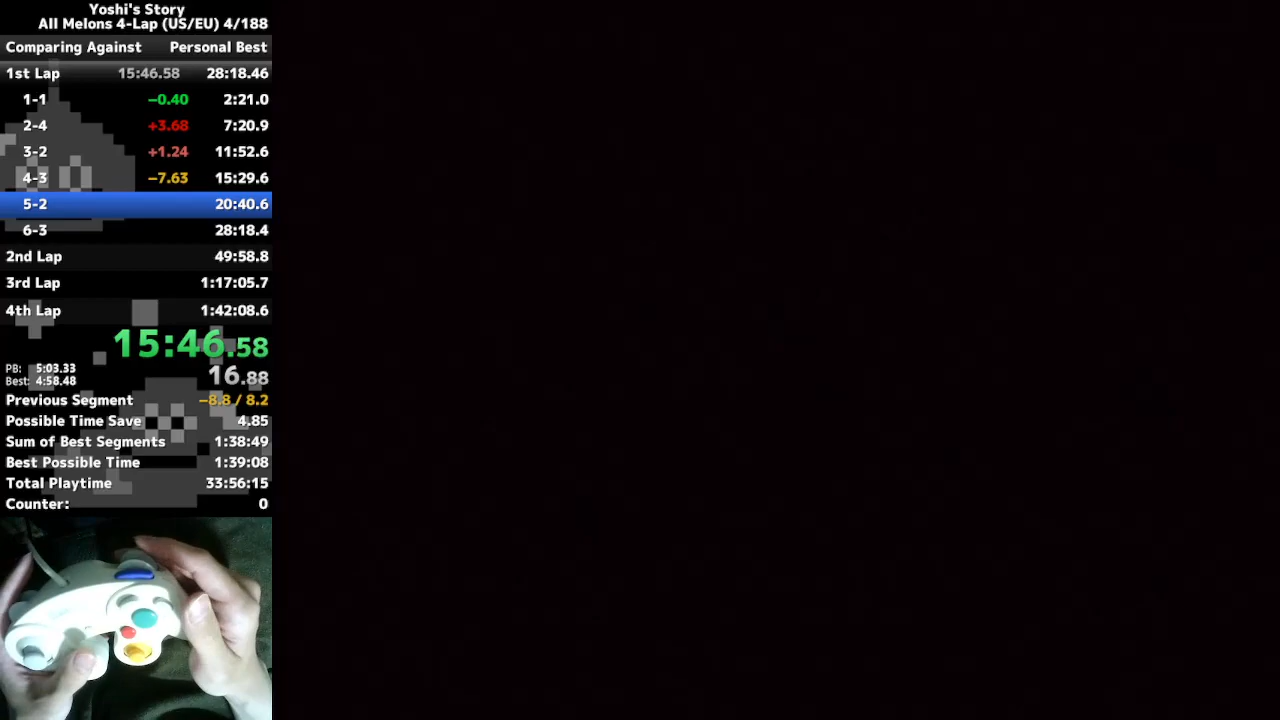 Yoshi's Story
All Melons 4-Lap (US/EU) 4/188
Comparing Against Personal Best
1st Lap 15:46.58 28:18.46
1-1 −0.40 2:21.0
2-4 +3.68 7:20.9
3-2 +1.24 11:52.6
4-3 −7.63 15:29.6
5-2 20:40.6
6-3 28:18.4
2nd Lap 49:58.8
3rd Lap 1:17:05.7
4th Lap 1:42:08.6
15:46.58
PB: 5:03.33
Best: 4:58.48
16.88
Previous Segment −8.8 / 8.2
Possible Time Save 4.85
Sum of Best Segments 1:38:49
Best Possible Time 1:39:08
Total Playtime 33:56:15
Counter: 0